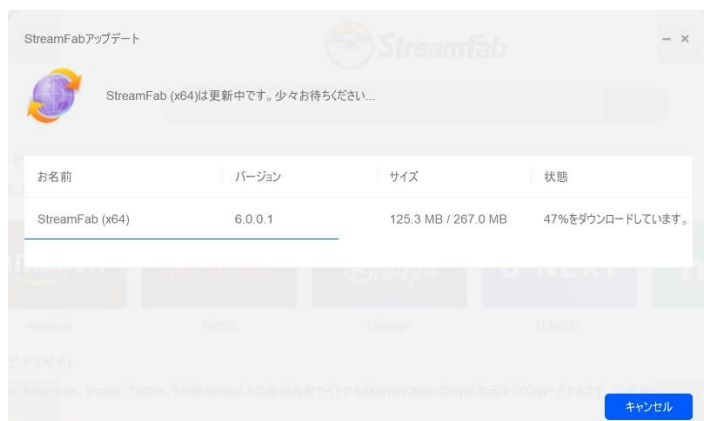 StreamFabアップデート
Streamfab
StreamFab (x64)は更新中です。少々お待ちください...
お名前 バージョン サイズ 状態
StreamFab (x64) 6.0.0.1 125.3 MB / 267.0 MB 47%をダウンロードしています。
Disney+ U-NEXT
Amazon Netflix Disney+ U-NEXT
ビデオサイト
キャンセル